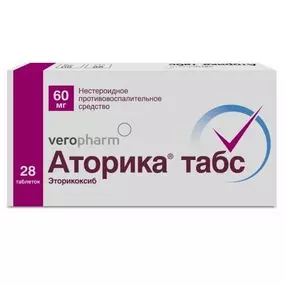 60 мг
Нестероидное
противовоспалительное
средство
veropharm
28
таблеток
Аторика® табс
Эторикоксиб